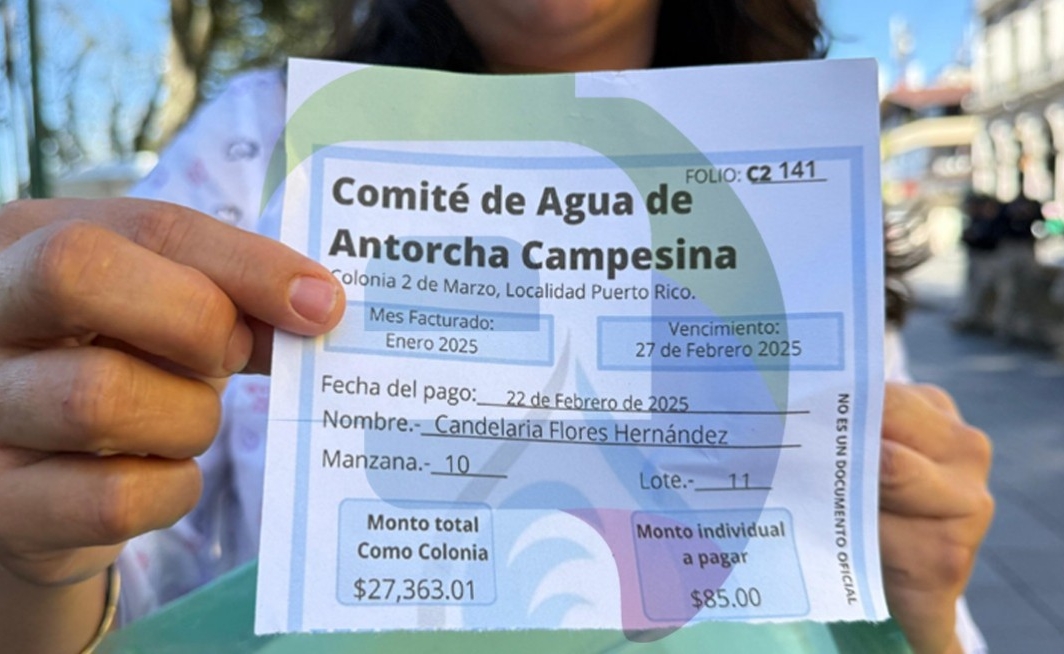 FOLIO: C2 141
Comité de Agua de
Antorcha Campesina
Colonia 2 de Marzo, Localidad Puerto Rico.
Mes Facturado:
Enero 2025
Vencimiento:
27 de Febrero 2025
Fecha del pago: 22 de Febrero de 2025
Nombre.- Candelaria Flores Hernández
Manzana.- 10
Lote.- 11
Monto total
Como Colonia
$27,363.01
Monto individual
a pagar
$85.00
NO ES UN DOCUMENTO OFICIAL